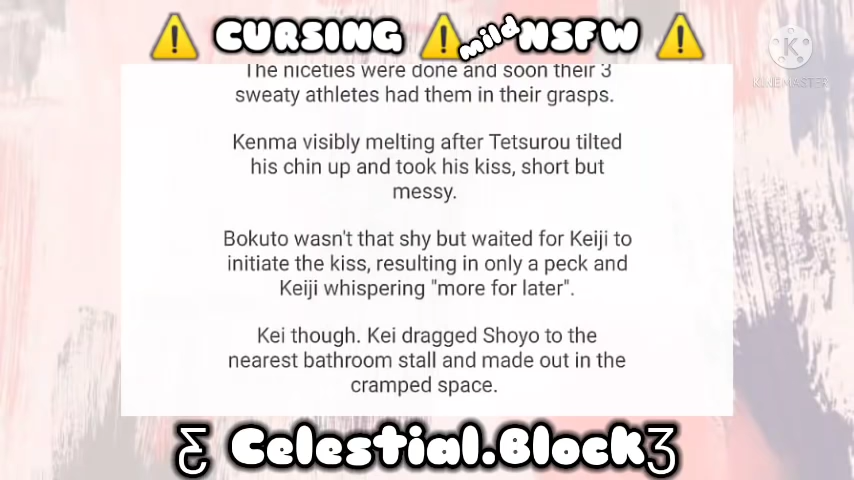 ⚠️ CURSING ⚠️ mild NSFW ⚠️
K
KINEMASTER
The niceties were done and soon their 3
sweaty athletes had them in their grasps.
Kenma visibly melting after Tetsurou tilted
his chin up and took his kiss, short but
messy.
Bokuto wasn't that shy but waited for Keiji to
initiate the kiss, resulting in only a peck and
Keiji whispering "more for later".
Kei though. Kei dragged Shoyo to the
nearest bathroom stall and made out in the
cramped space.
Ƹ Celestial.Block Ʒ